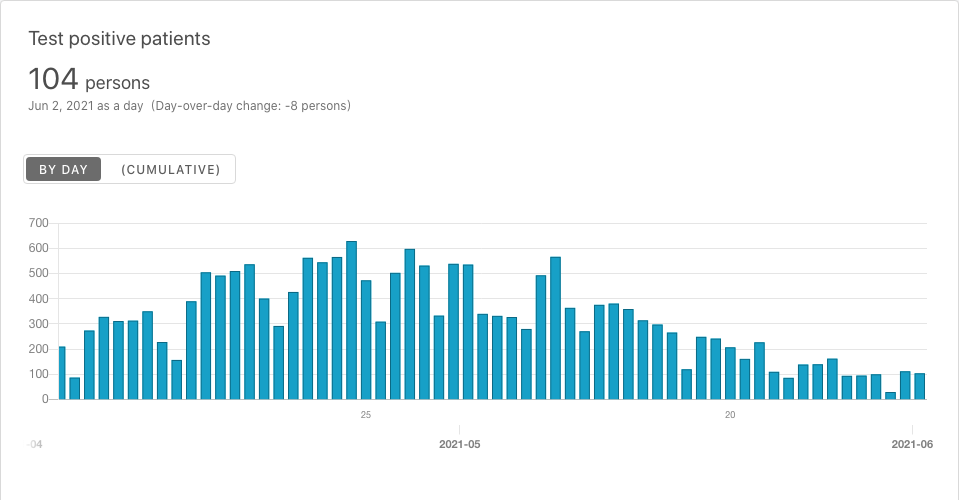 Test positive patients
104 persons
Jun 2, 2021 as a day (Day-over-day change: -8 persons)
BY DAY (CUMULATIVE)
700
600
500
400
300
200
100
0
25 20
-04 2021-05 2021-06